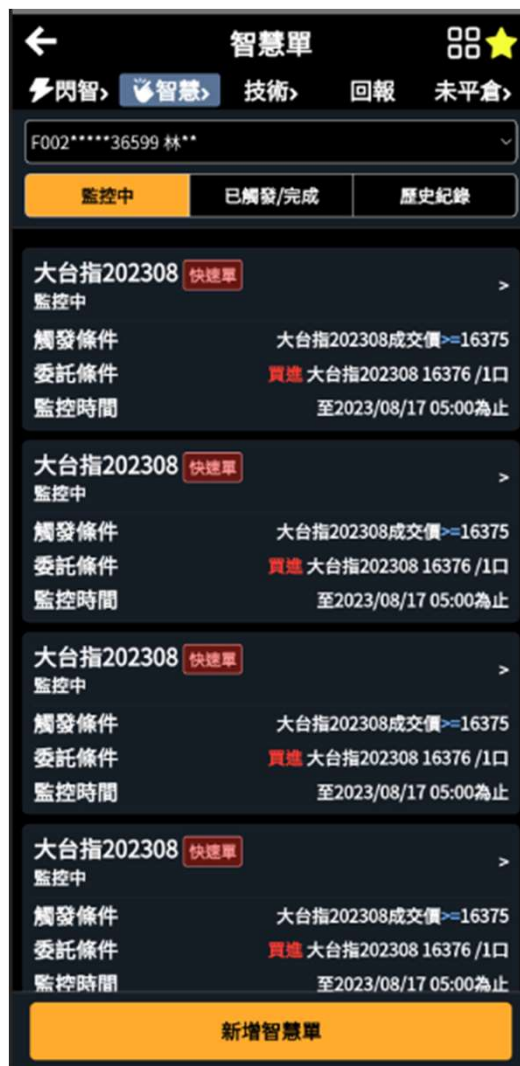 智慧單
閃智› 智慧› 技術› 回報 未平倉›
F002*****36599 林**
監控中 已觸發/完成 歷史紀錄
大台指202308 快速單 >
監控中
觸發條件 大台指202308成交價>=16375
委託條件 買進 大台指202308 16376 /1口
監控時間 至2023/08/17 05:00為止
大台指202308 快速單 >
監控中
觸發條件 大台指202308成交價>=16375
委託條件 買進 大台指202308 16376 /1口
監控時間 至2023/08/17 05:00為止
大台指202308 快速單 >
監控中
觸發條件 大台指202308成交價>=16375
委託條件 買進 大台指202308 16376 /1口
監控時間 至2023/08/17 05:00為止
大台指202308 快速單 >
監控中
觸發條件 大台指202308成交價>=16375
委託條件 買進 大台指202308 16376 /1口
監控時間 至2023/08/17 05:00為止
新增智慧單